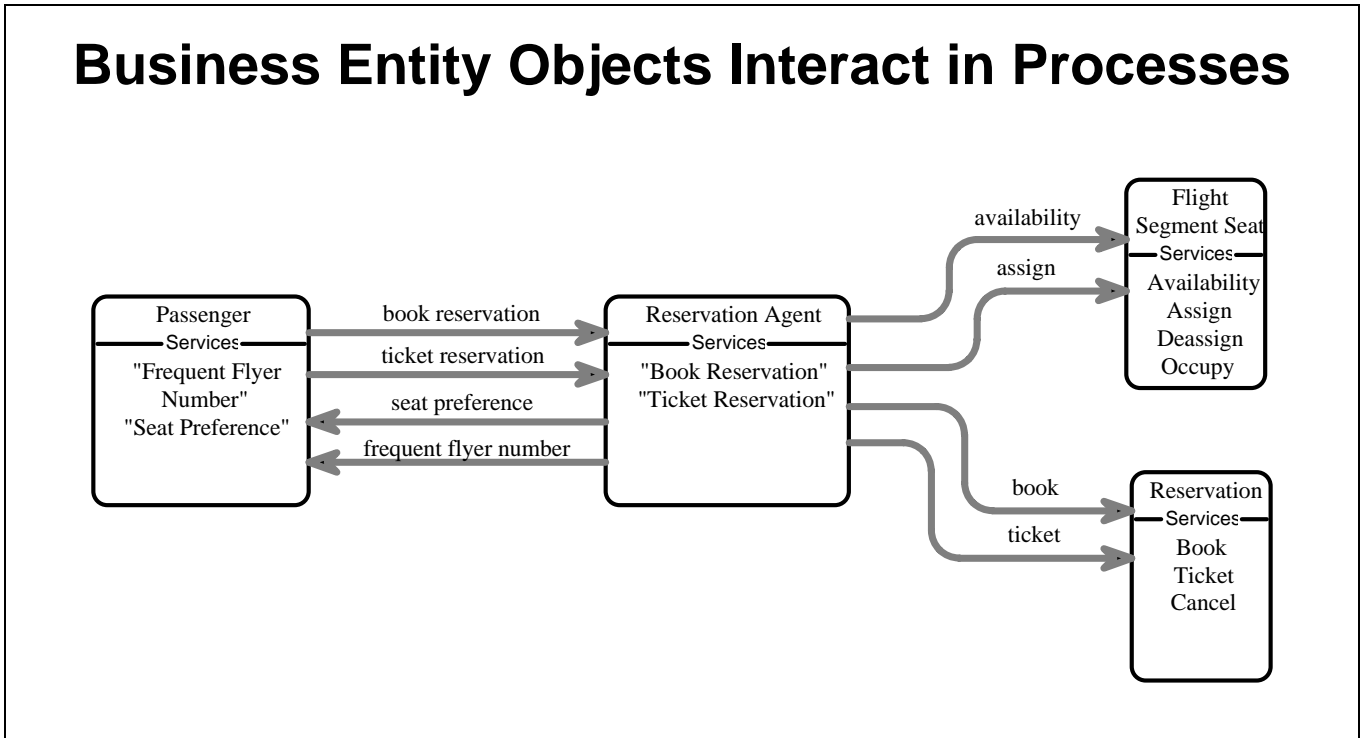 Business Entity Objects Interact in Processes
Passenger
Services
"Frequent Flyer
Number"
"Seat Preference"
book reservation
ticket reservation
seat preference
frequent flyer number
Reservation Agent
Services
"Book Reservation"
"Ticket Reservation"
availability
assign
book
ticket
Flight
Segment Seat
Services
Availability
Assign
Deassign
Occupy
Reservation
Services
Book
Ticket
Cancel